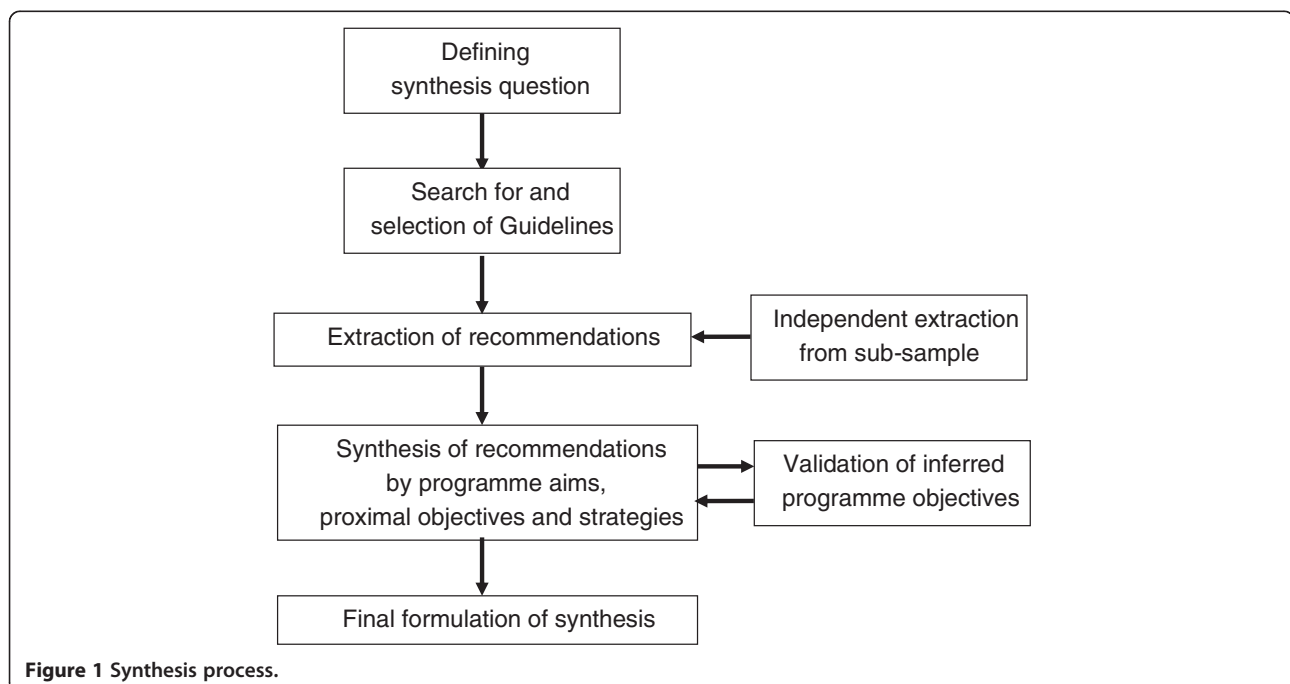 Defining
synthesis question
Search for and
selection of Guidelines
Extraction of recommendations
Independent extraction
from sub-sample
Synthesis of recommendations
by programme aims,
proximal objectives and strategies
Validation of inferred
programme objectives
Final formulation of synthesis
Figure 1 Synthesis process.